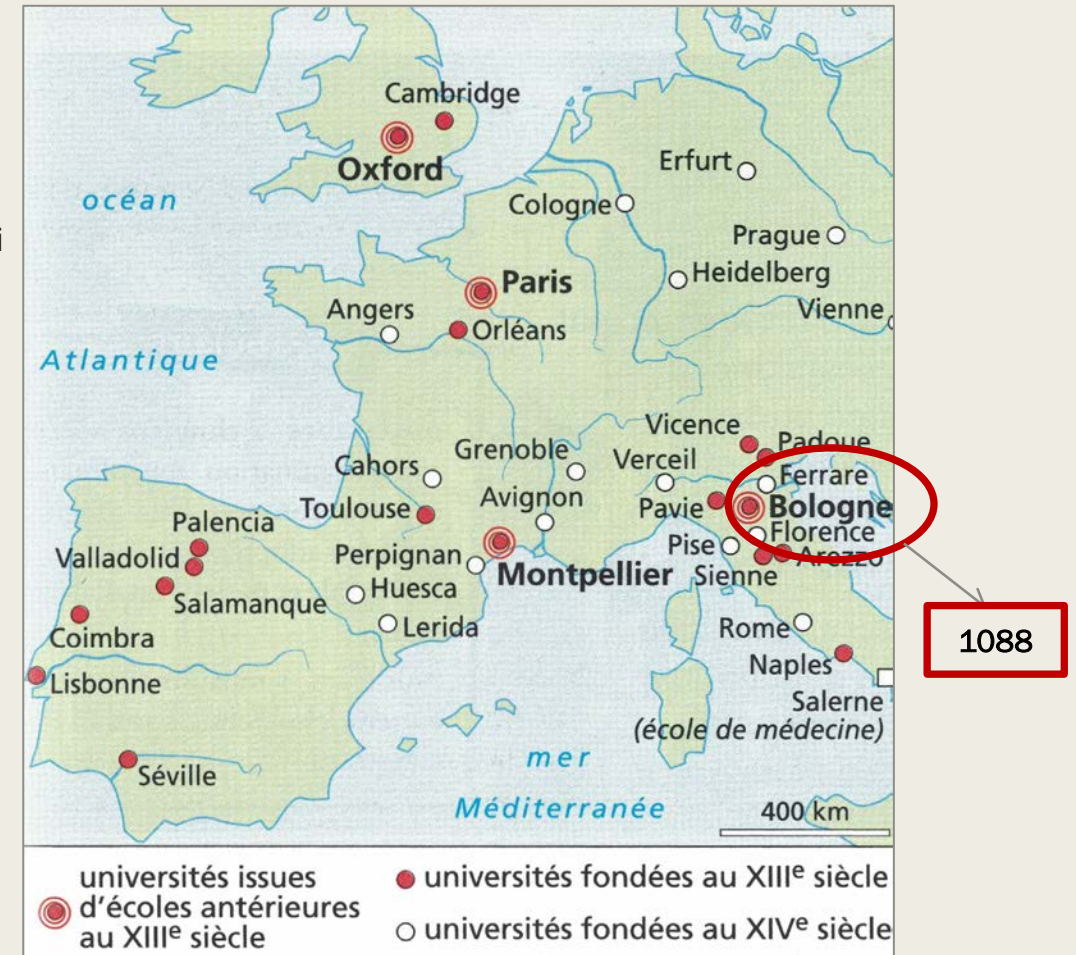 Cambridge
Oxford
océan
i
Erfurt
Cologne
Prague
Heidelberg
Paris
Angers
Vienne
Orléans
Atlantique
Vicence
Padoue
Grenoble
Verceil
Cahors
Ferrare
Avignon
Toulouse
Pavie
Bologne
Palencia
Florence
Valladolid
Perpignan
Pise
Arezzo
Montpellier
Sienne
Huesca
Salamanque
Lerida
Rome
Coimbra
1088
Naples
Lisbonne
Salerne
(école de médecine)
mer
Séville
Méditerranée
400 km
universités issues
d'écoles antérieures
au XIIIe siècle
universités fondées au XIIIe siècle
universités fondées au XIVe siècle